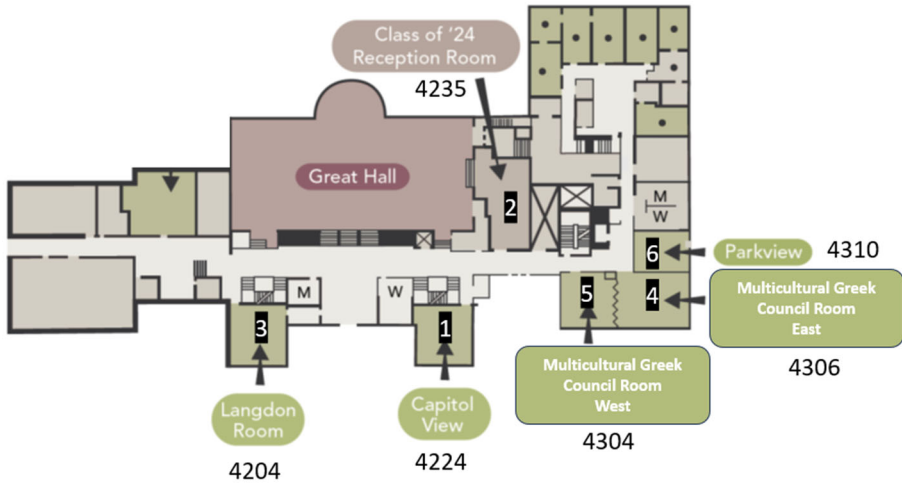 Class of ‘24
Reception Room
4235
Great Hall
2
M
W
6
Parkview
4310
5
4
Multicultural Greek
Council Room
East
4306
M
W
3
1
Multicultural Greek
Council Room
West
4304
Langdon
Room
4204
Capitol
View
4224